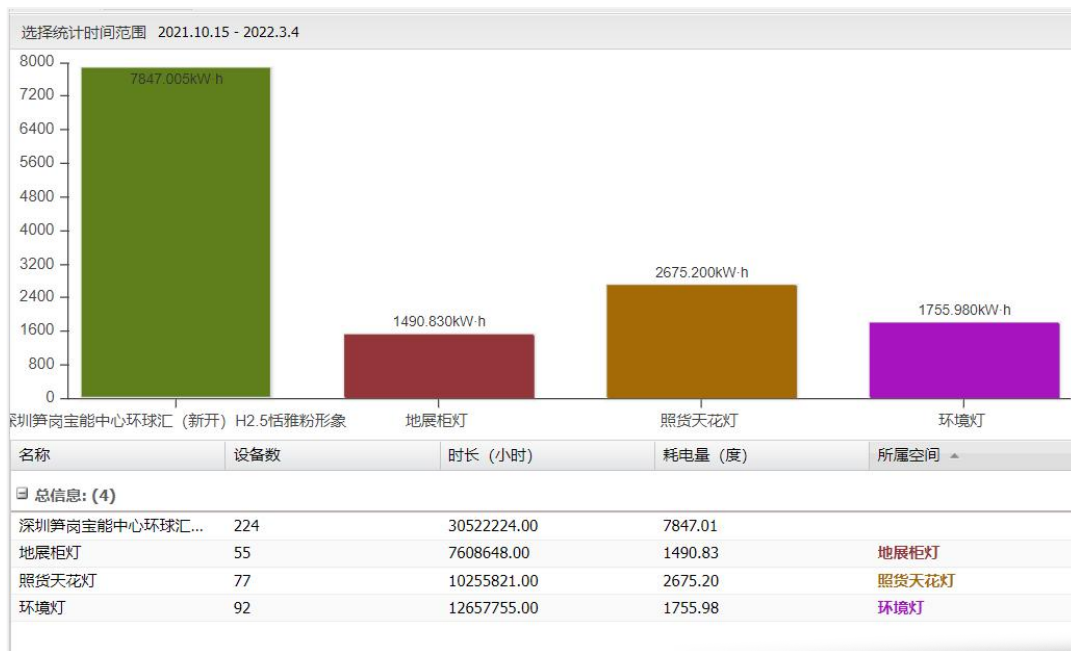 选择统计时间范围 2021.10.15 - 2022.3.4
8000
7200
6400
5600
4800
4000
3200
2400
1600
800
0
7847.005kW·h
1490.830kW·h
2675.200kW·h
1755.980kW·h
深圳笋岗宝能中心环球汇（新开）H2.5恬雅粉形象 地展柜灯 照货天花灯 环境灯
名称 设备数 时长（小时） 耗电量（度） 所属空间
总信息: (4)
深圳笋岗宝能中心环球汇... 224 30522224.00 7847.01
地展柜灯 55 7608648.00 1490.83 地展柜灯
照货天花灯 77 10255821.00 2675.20 照货天花灯
环境灯 92 12657755.00 1755.98 环境灯